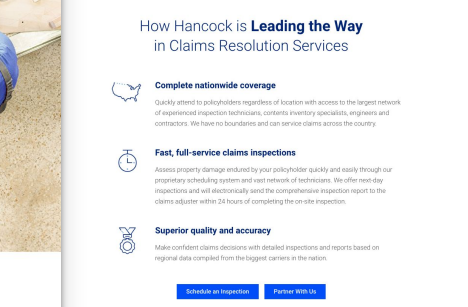 How Hancock is Leading the Way
in Claims Resolution Services
Complete nationwide coverage
Quickly attend to policyholders regardless of location with access to the largest network
of experienced inspection technicians, contents inventory specialists, engineers and
contractors. We have no boundaries and can service claims across the country.
Fast, full-service claims inspections
Assess property damage endured by your policyholder quickly and easily through our
proprietary scheduling system and vast network of technicians. We offer next-day
inspections and will electronically send the comprehensive inspection report to the
claims adjuster within 24 hours of completing the on-site inspection.
Superior quality and accuracy
Make confident claims decisions with detailed inspections and reports based on
regional data compiled from the biggest carriers in the nation.
Schedule an Inspection
Partner With Us